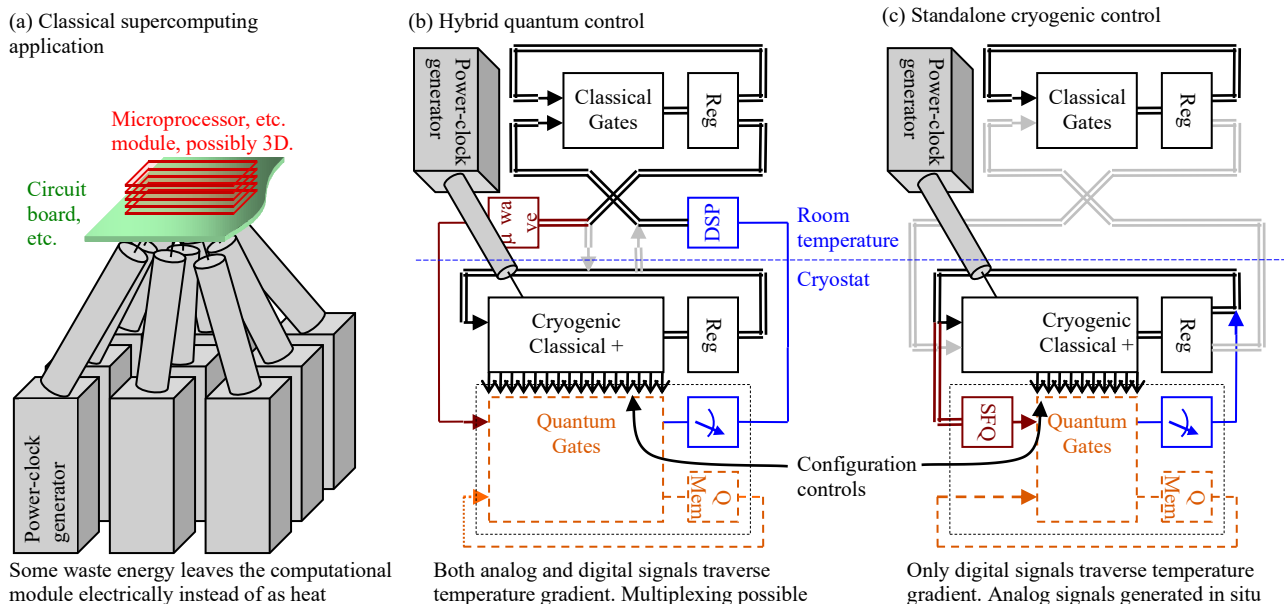 (a) Classical supercomputing
application
Microprocessor, etc.
module, possibly 3D.
Circuit
board,
etc.
Power-clock
generator
Some waste energy leaves the computational
module electrically instead of as heat
(b) Hybrid quantum control
Power-clock
generator
Classical
Gates
Reg
μ wa
ve
DSP
Room
temperature
Cryostat
Cryogenic
Classical +
Reg
Quantum
Gates
Q
Mem
Configuration
controls
Both analog and digital signals traverse
temperature gradient. Multiplexing possible
(c) Standalone cryogenic control
Power-clock
generator
Classical
Gates
Reg
Cryogenic
Classical +
Reg
SFQ
Quantum
Gates
Q
Mem
Only digital signals traverse temperature
gradient. Analog signals generated in situ